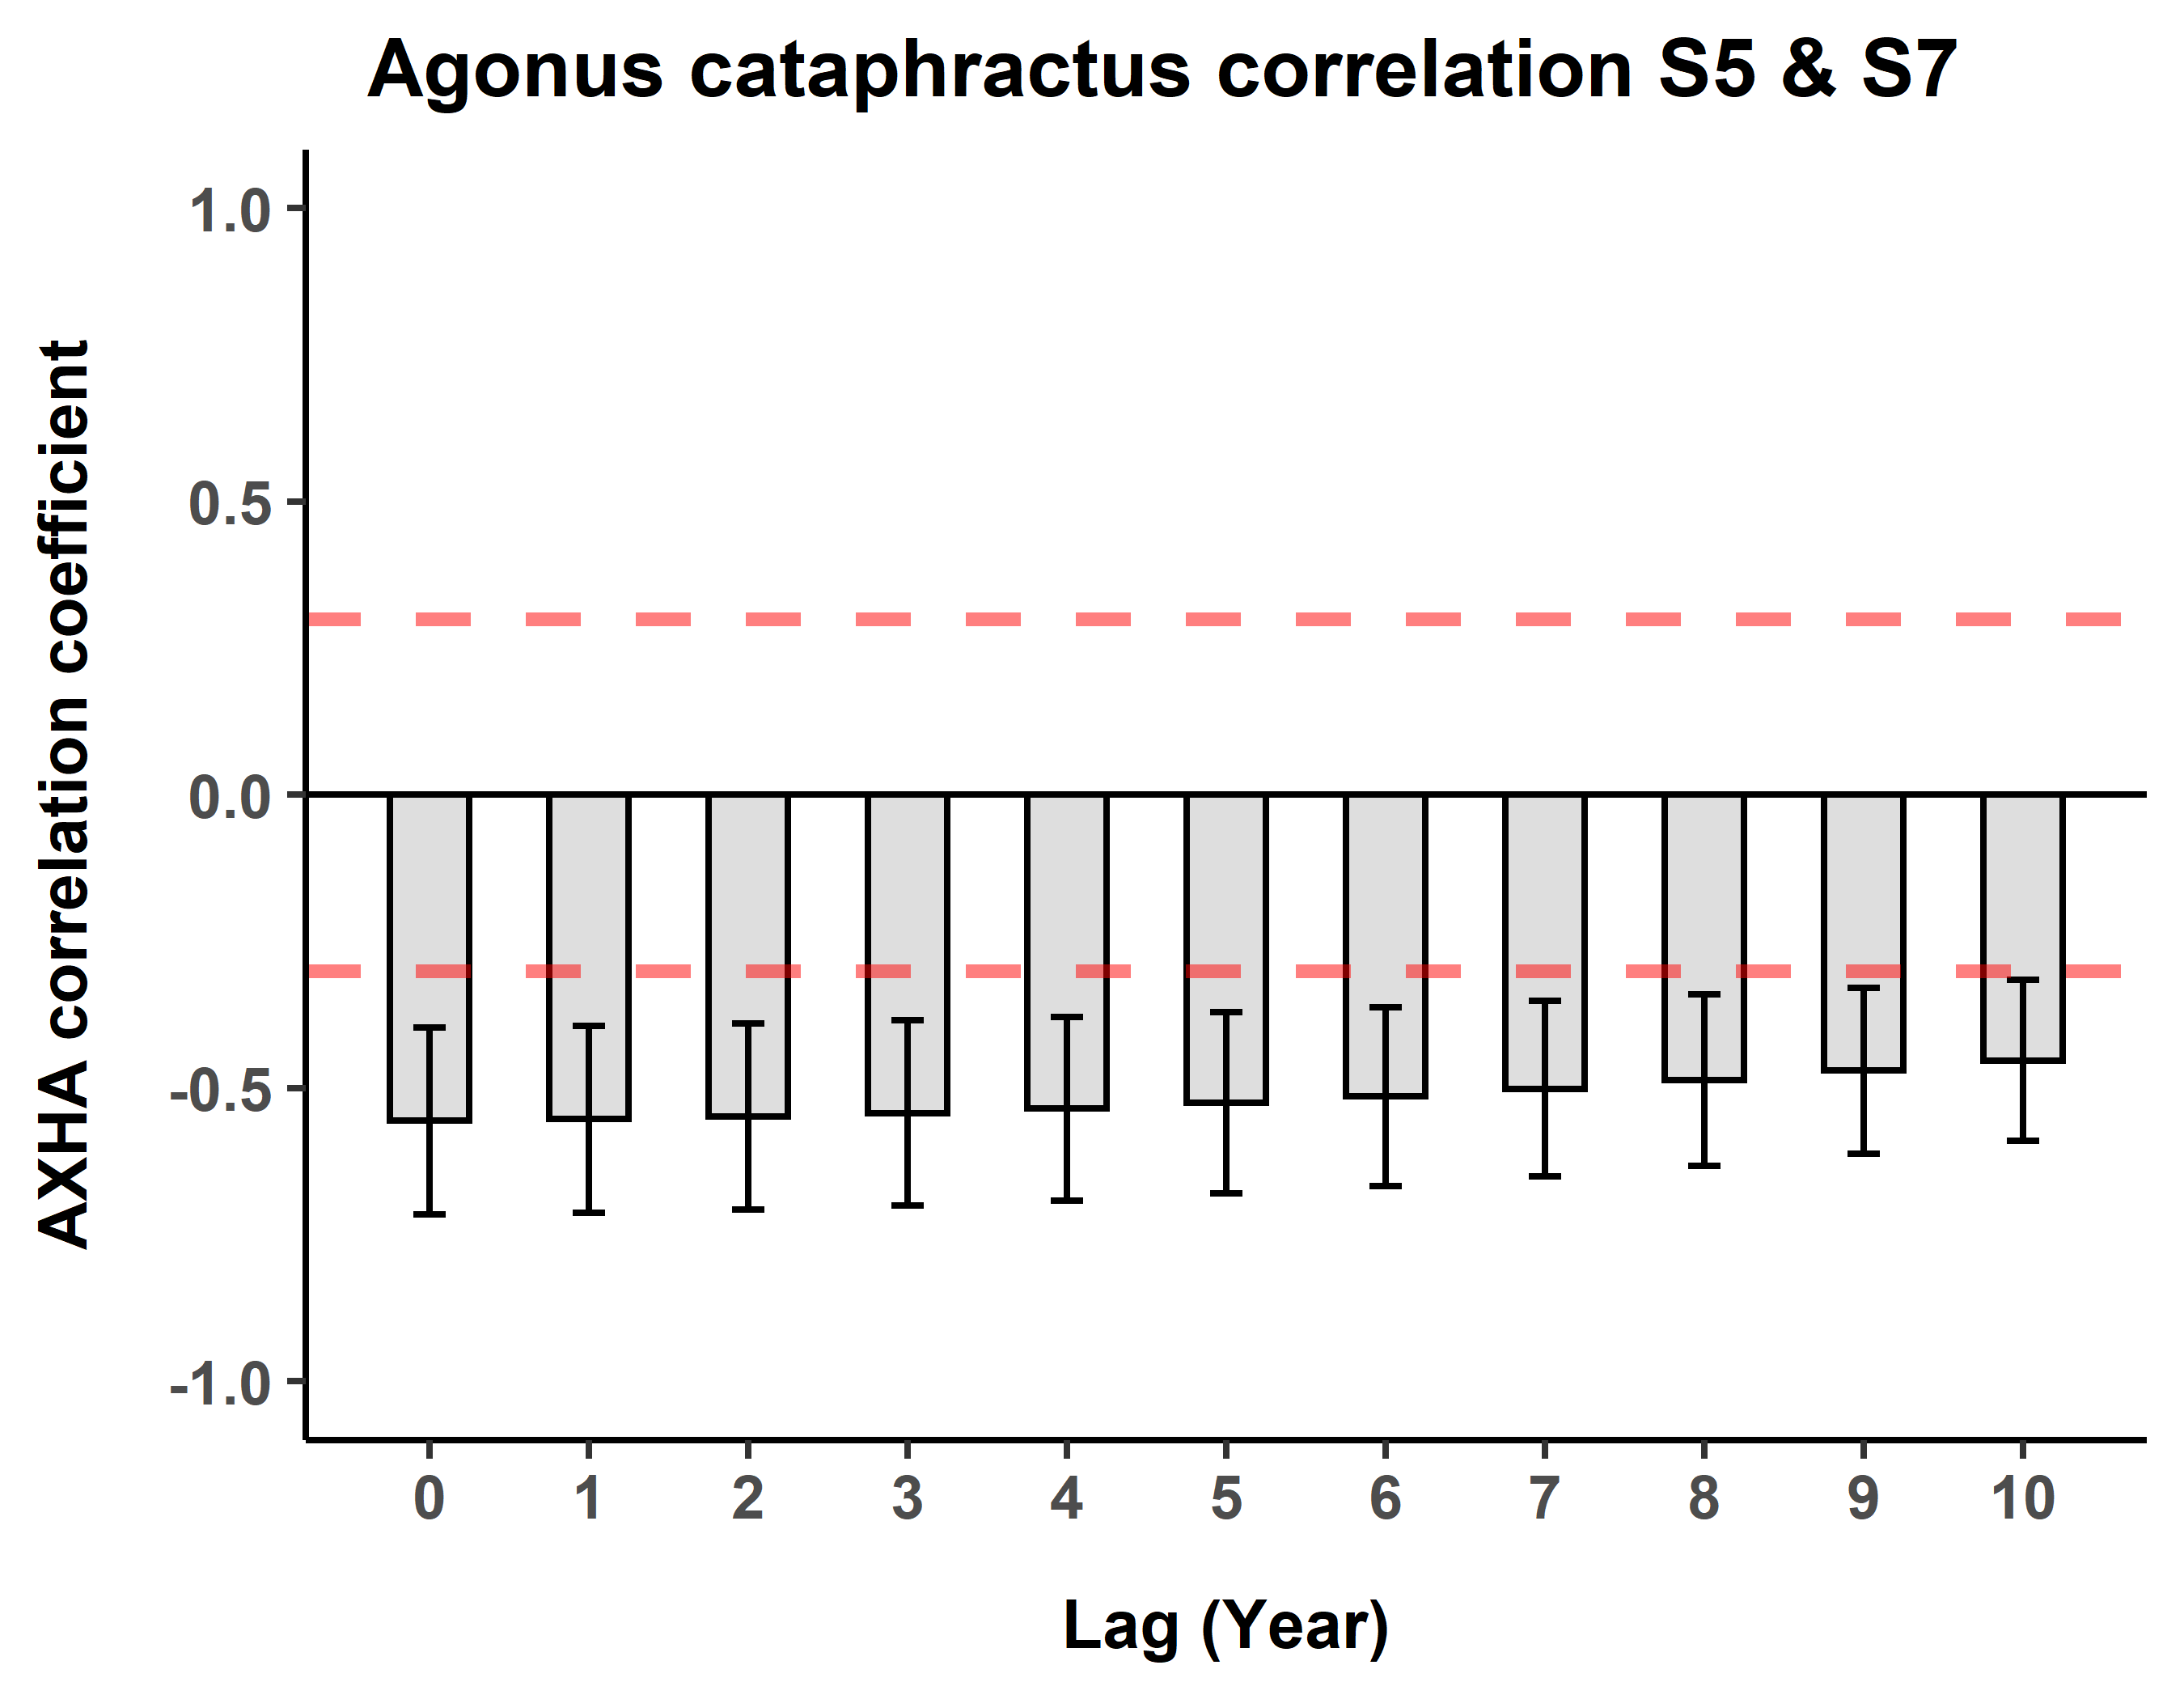 Agonus cataphractus correlation S5 & S7
AXHA correlation coefficient
1.0
0.5
0.0
-0.5
-1.0
0 1 2 3 4 5 6 7 8 9 10
Lag (Year)